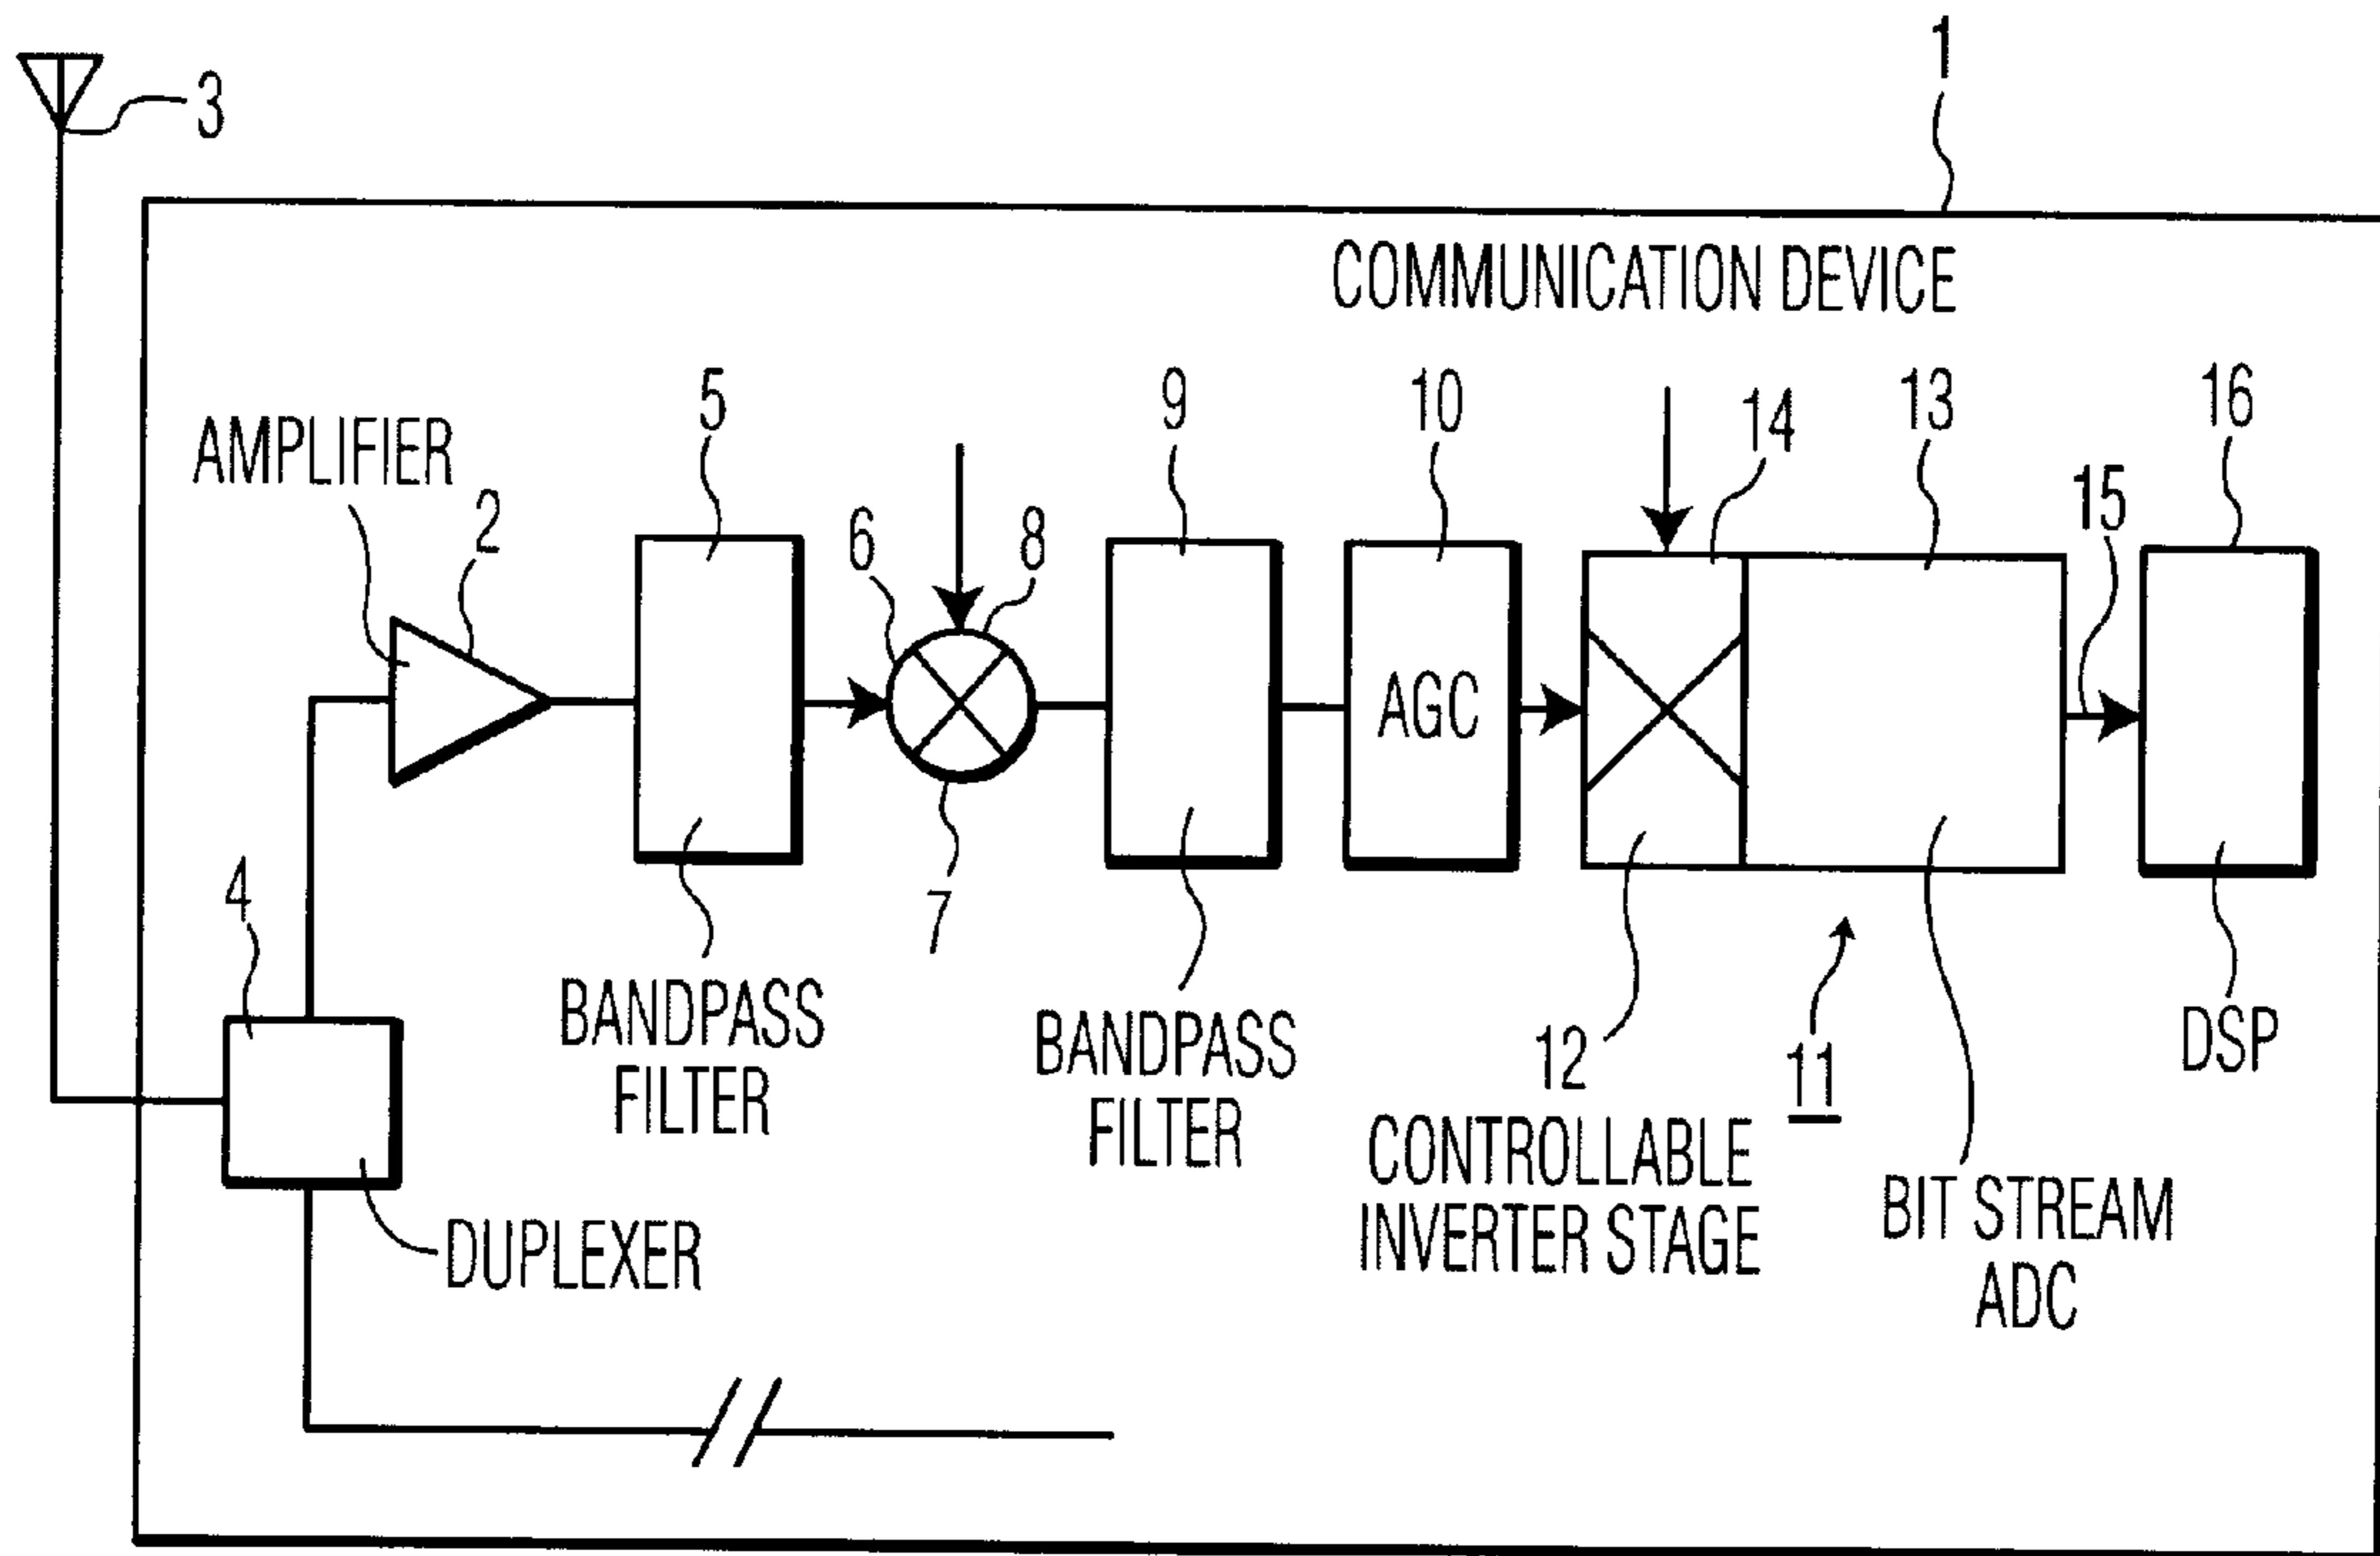 1
3
COMMUNICATION DEVICE
5
9
10
14
13
16
AMPLIFIER
2
6
8
15
AGC
4
7
BANDPASS
FILTER
BANDPASS
FILTER
12
CONTROLLABLE
INVERTER STAGE
11
DSP
BIT STREAM
ADC
DUPLEXER